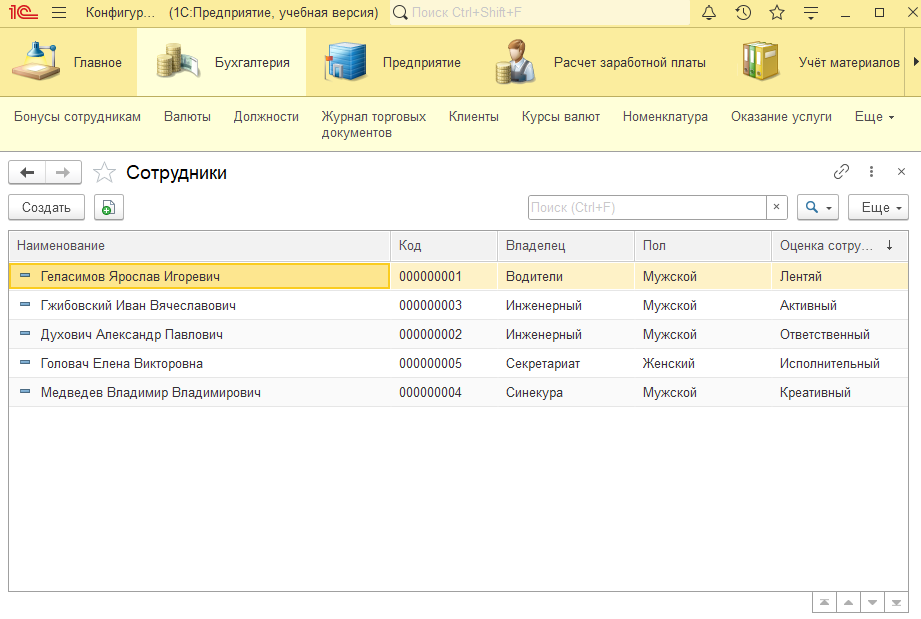 1С Конфигур... (1С:Предприятие, учебная версия) Поиск Ctrl+Shift+F
Главное Бухгалтерия Предприятие Расчет заработной платы Учёт материалов
Бонусы сотрудникам Валюты Должности Журнал торговых документов Клиенты Курсы валют Номенклатура Оказание услуги Еще
Сотрудники
Создать Поиск (Ctrl+F) × Еще
Наименование Код Владелец Пол Оценка сотру... ↓
Геласимов Ярослав Игоревич 000000001 Водители Мужской Лентяй
Гжибовский Иван Вячеславович 000000003 Инженерный Мужской Активный
Духович Александр Павлович 000000002 Инженерный Мужской Ответственный
Головач Елена Викторовна 000000005 Секретариат Женский Исполнительный
Медведев Владимир Владимирович 000000004 Синекура Мужской Креативный